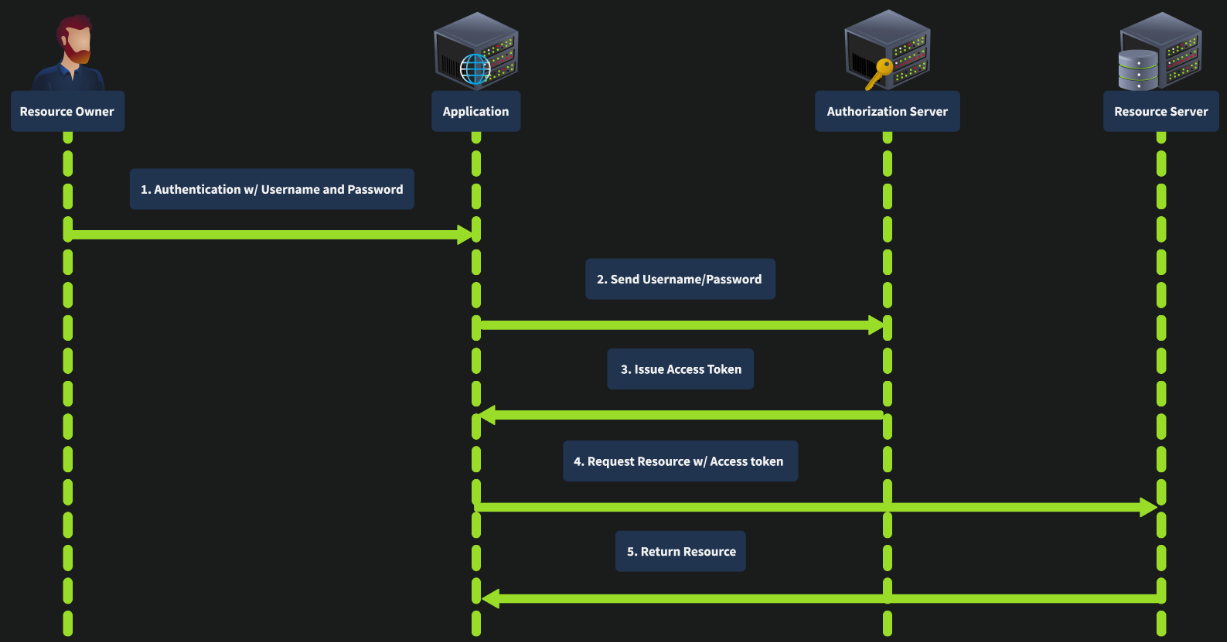 Resource Owner
Application
Authorization Server
Resource Server
1. Authentication w/ Username and Password
2. Send Username/Password
3. Issue Access Token
4. Request Resource w/ Access token
5. Return Resource